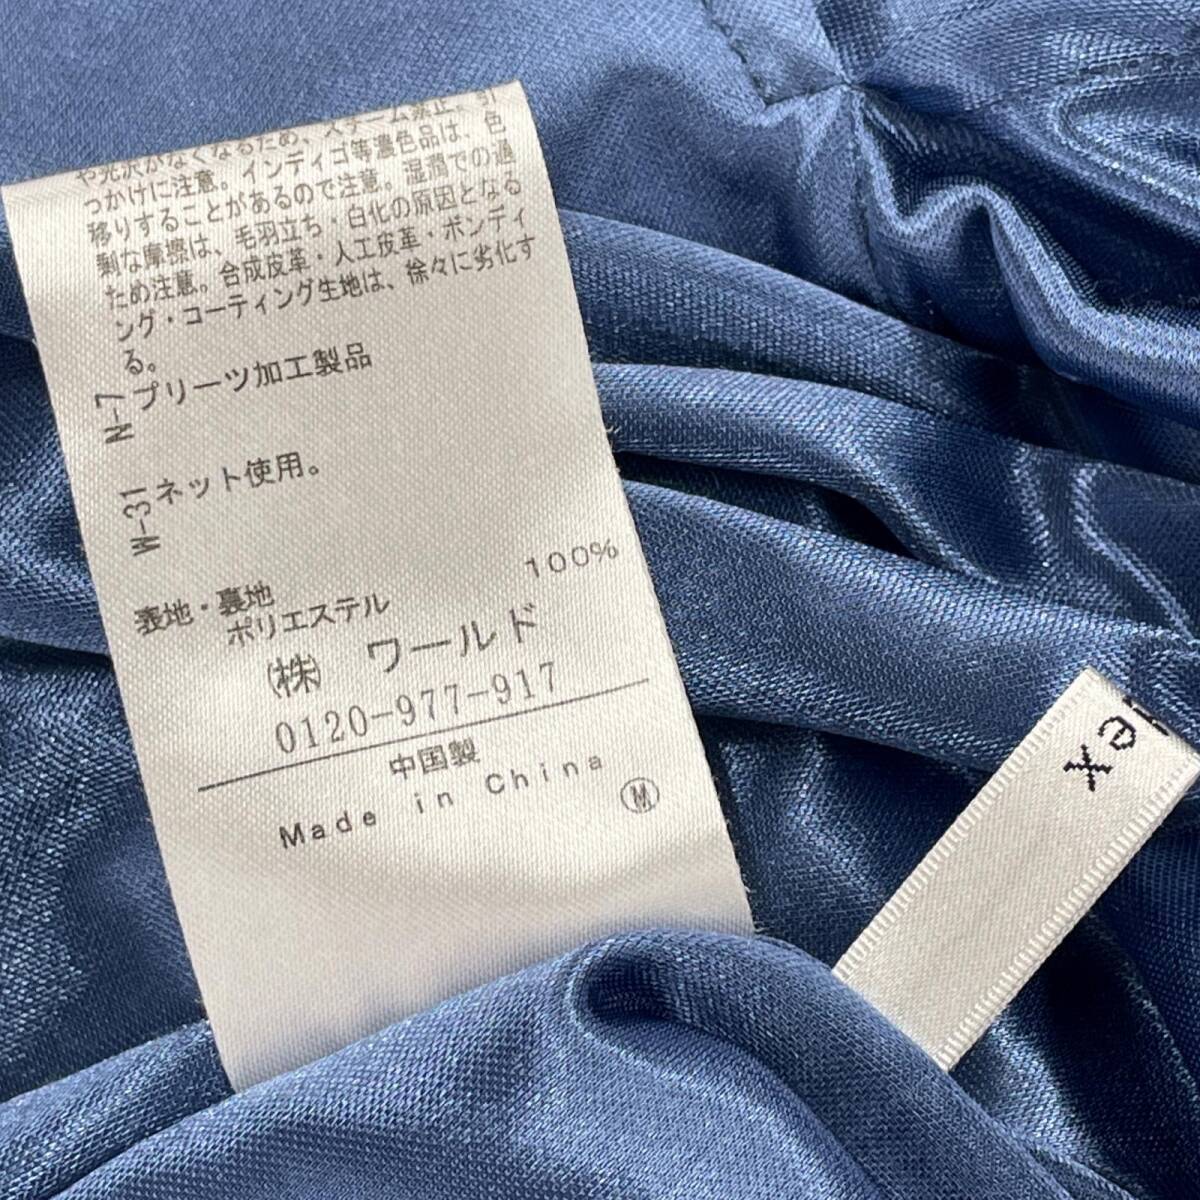 や光沢がなくなるため、スチーム禁止、引
っかけに注意。インディゴ等濃色品は、色
移りすることがあるので注意。湿潤での過
剰な摩擦は、毛羽立ち・白化の原因となる
ため注意。合成皮革・人工皮革・ボンディ
ング・コーティング生地は、徐々に劣化す
る。
N-7 プリーツ加工製品
W-31 ネット使用。
表地・裏地
ポリエステル 100%
(株) ワールド
0120-977-917
中国製
Made in China
Ⓜ
ex